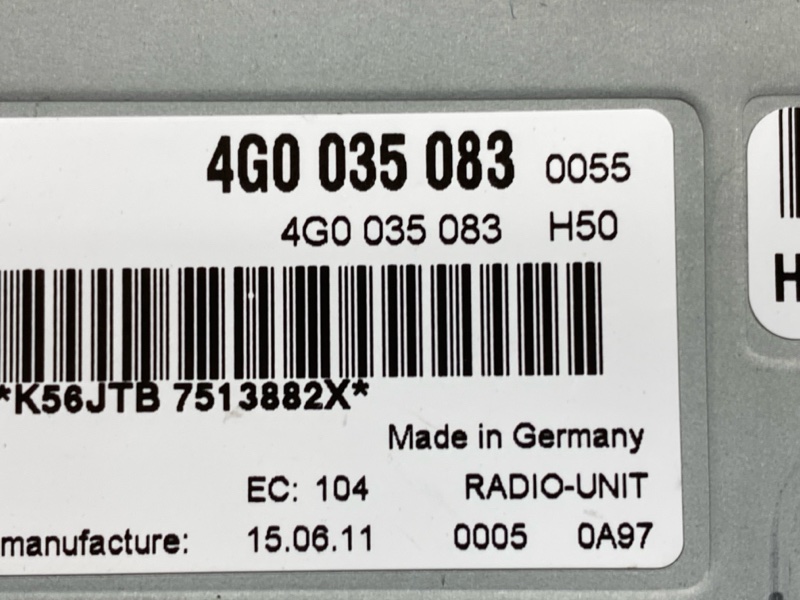 4G0 035 083 0055
4G0 035 083 H50
*K56JTB 7513882X*
Made in Germany
EC: 104 RADIO-UNIT
manufacture: 15.06.11 0005 0A97
H